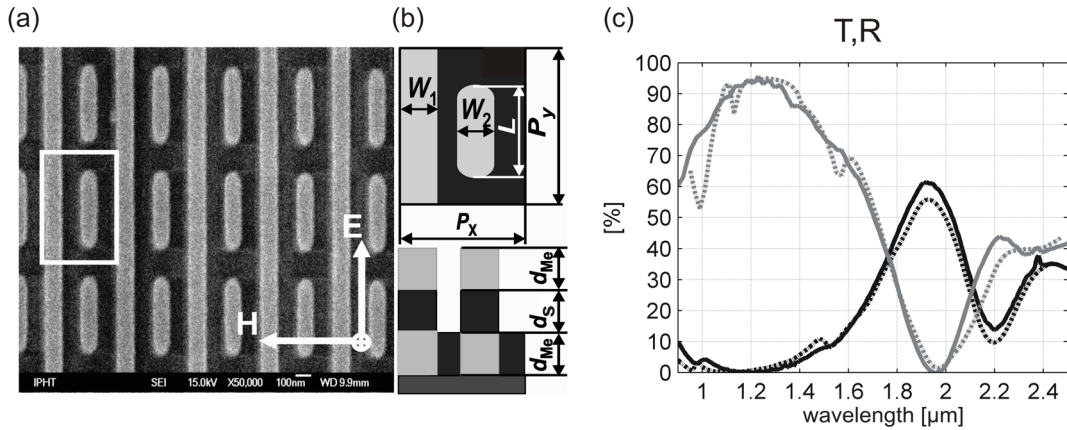 (a)
E
H
IPHT
SEI 15.0kV X50,000 100nm WD 9.9mm
(b)
W1
W2
L
Py
Px
dMe
ds
dMe
(c)
T,R
[%]
100
90
80
70
60
50
40
30
20
10
0
1 1.2 1.4 1.6 1.8 2 2.2 2.4
wavelength [µm]